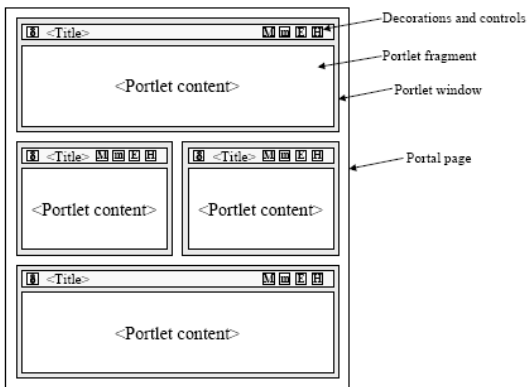 <Title> M m E H
<Portlet content>
Decorations and controls
Portlet fragment
Portlet window
Portal page
<Title> M m E H
<Portlet content>
<Title> M m E H
<Portlet content>
<Title> M m E H
<Portlet content>